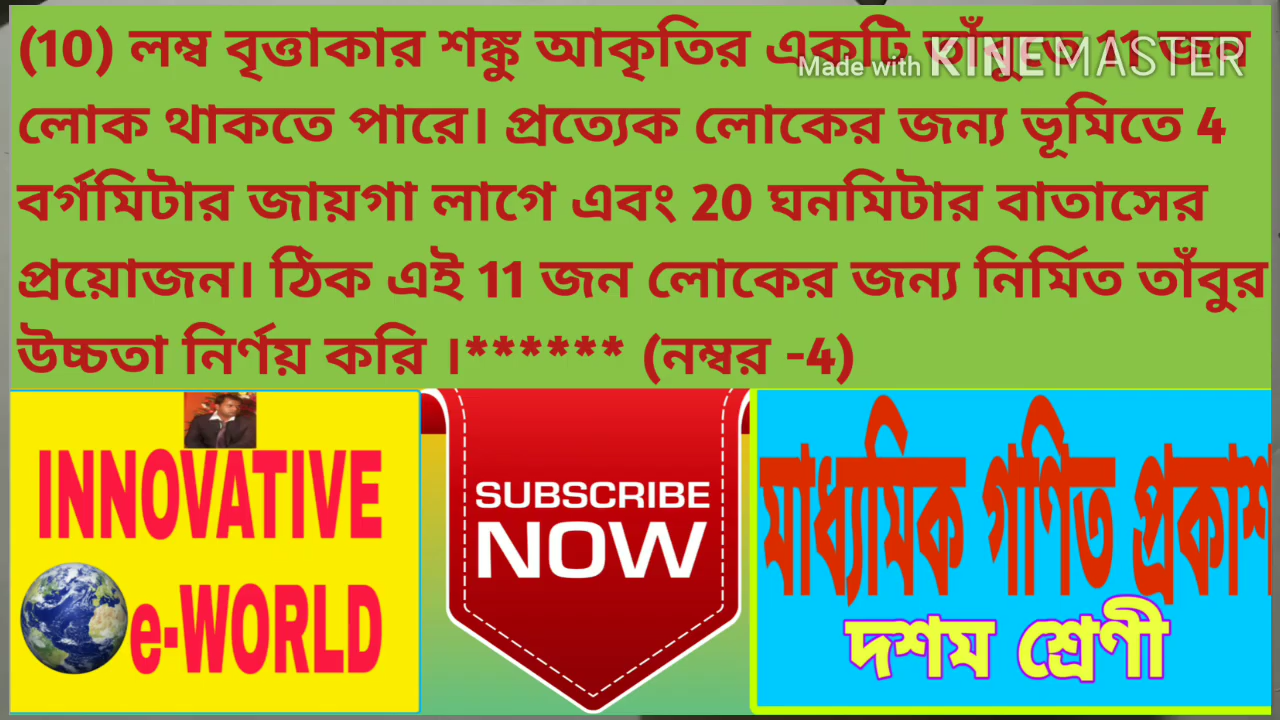 (10) লম্ব বৃত্তাকার শঙ্কু আকৃতির একটি তাঁবুতে 11 জন
Made with KINEMASTER
লোক থাকতে পারে। প্রত্যেক লোকের জন্য ভূমিতে 4
বর্গমিটার জায়গা লাগে এবং 20 ঘনমিটার বাতাসের
প্রয়োজন। ঠিক এই 11 জন লোকের জন্য নির্মিত তাঁবুর
উচ্চতা নির্ণয় করি ।****** (নম্বর -4)
INNOVATIVE
e-WORLD
SUBSCRIBE
NOW
মাধ্যমিক গণিত প্রকাশ
দশম শ্রেণী